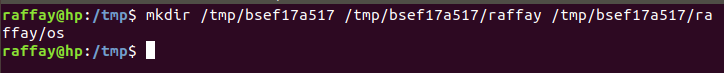 raffay@hp:/tmp$ mkdir /tmp/bsef17a517 /tmp/bsef17a517/raffay /tmp/bsef17a517/ra
ffay/os
raffay@hp:/tmp$